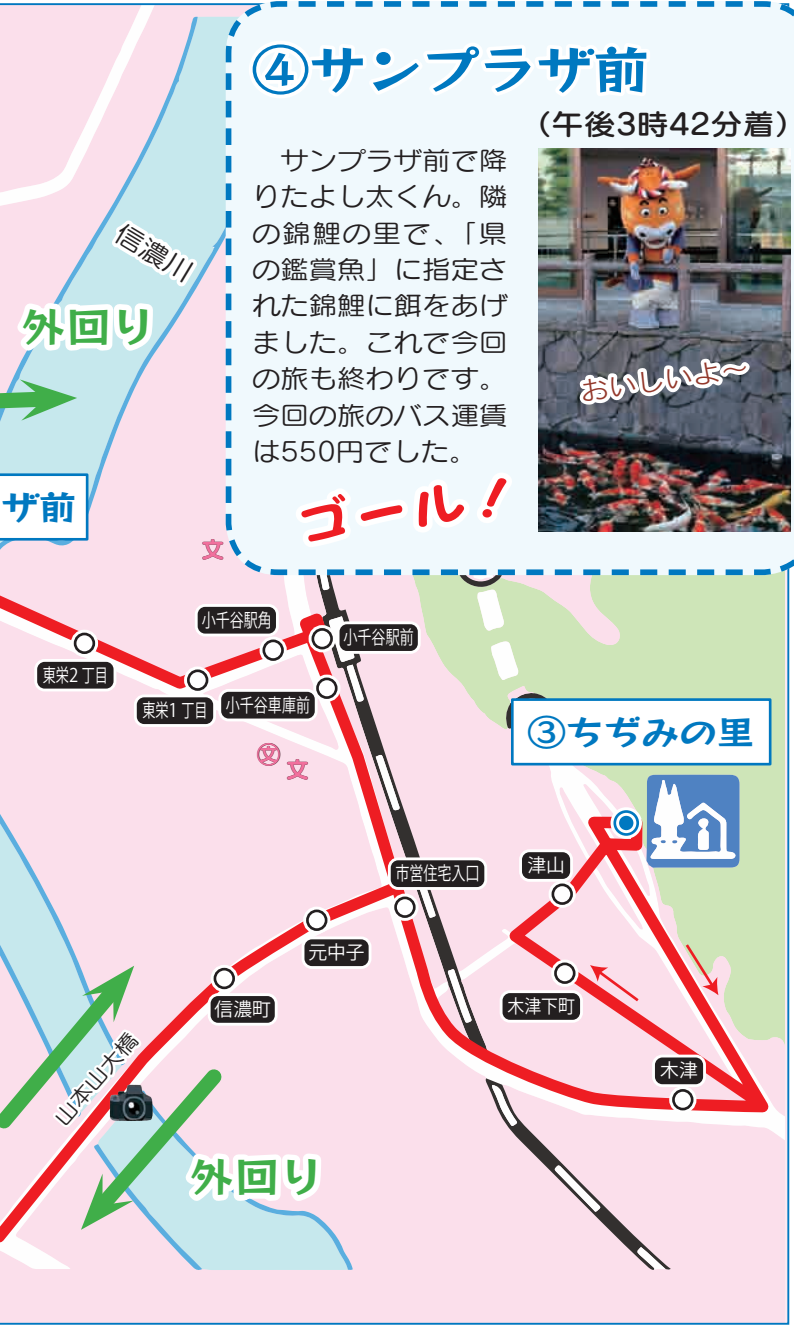 ④サンプラザ前
(午後3時42分着)
サンプラザ前で降
りたよし太くん。隣
の錦鯉の里で、「県
の鑑賞魚」に指定さ
れた錦鯉に餌をあげ
ました。これで今回
の旅も終わりです。
今回の旅のバス運賃
は550円でした。
ゴール!
おいしいよ～
信濃川
外回り
ザ前
文
小千谷駅角
小千谷駅前
東栄2丁目
東栄1丁目
小千谷車庫前
文
文
③ちぢみの里
市営住宅入口
津山
元中子
信濃町
木津下町
山本山大橋
木津
外回り